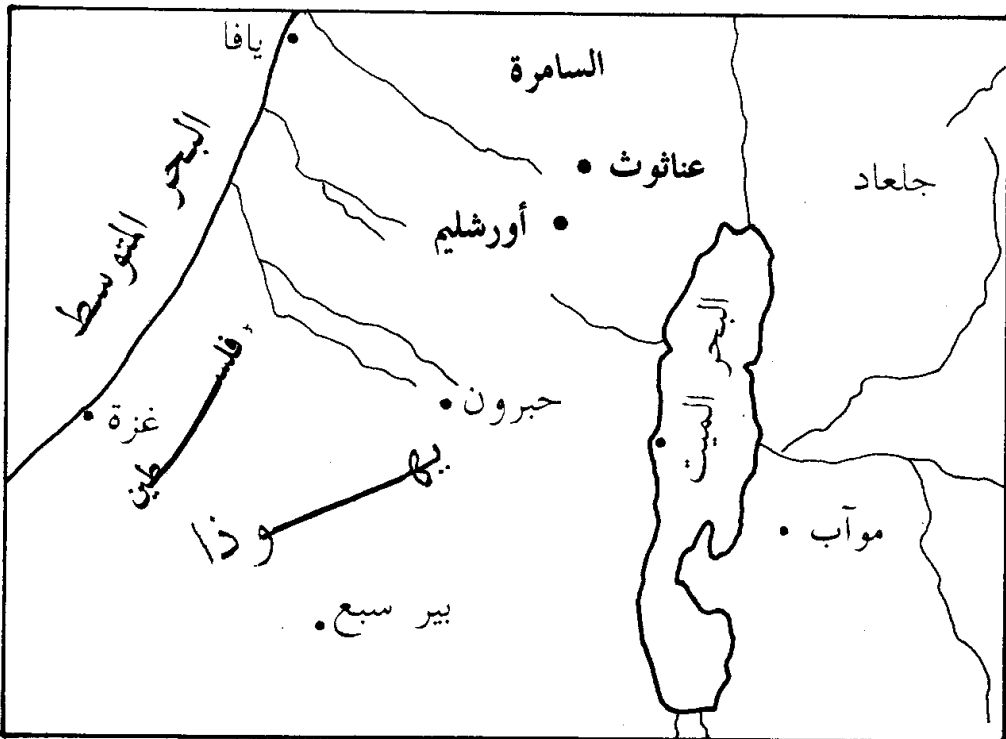 يافا
السامرة
عناثوث
جلعاد
أورشليم
البحر المتوسط
البحر الميت
فلسطين
حبرون
غزة
يهوذا
موآب
بير سبع